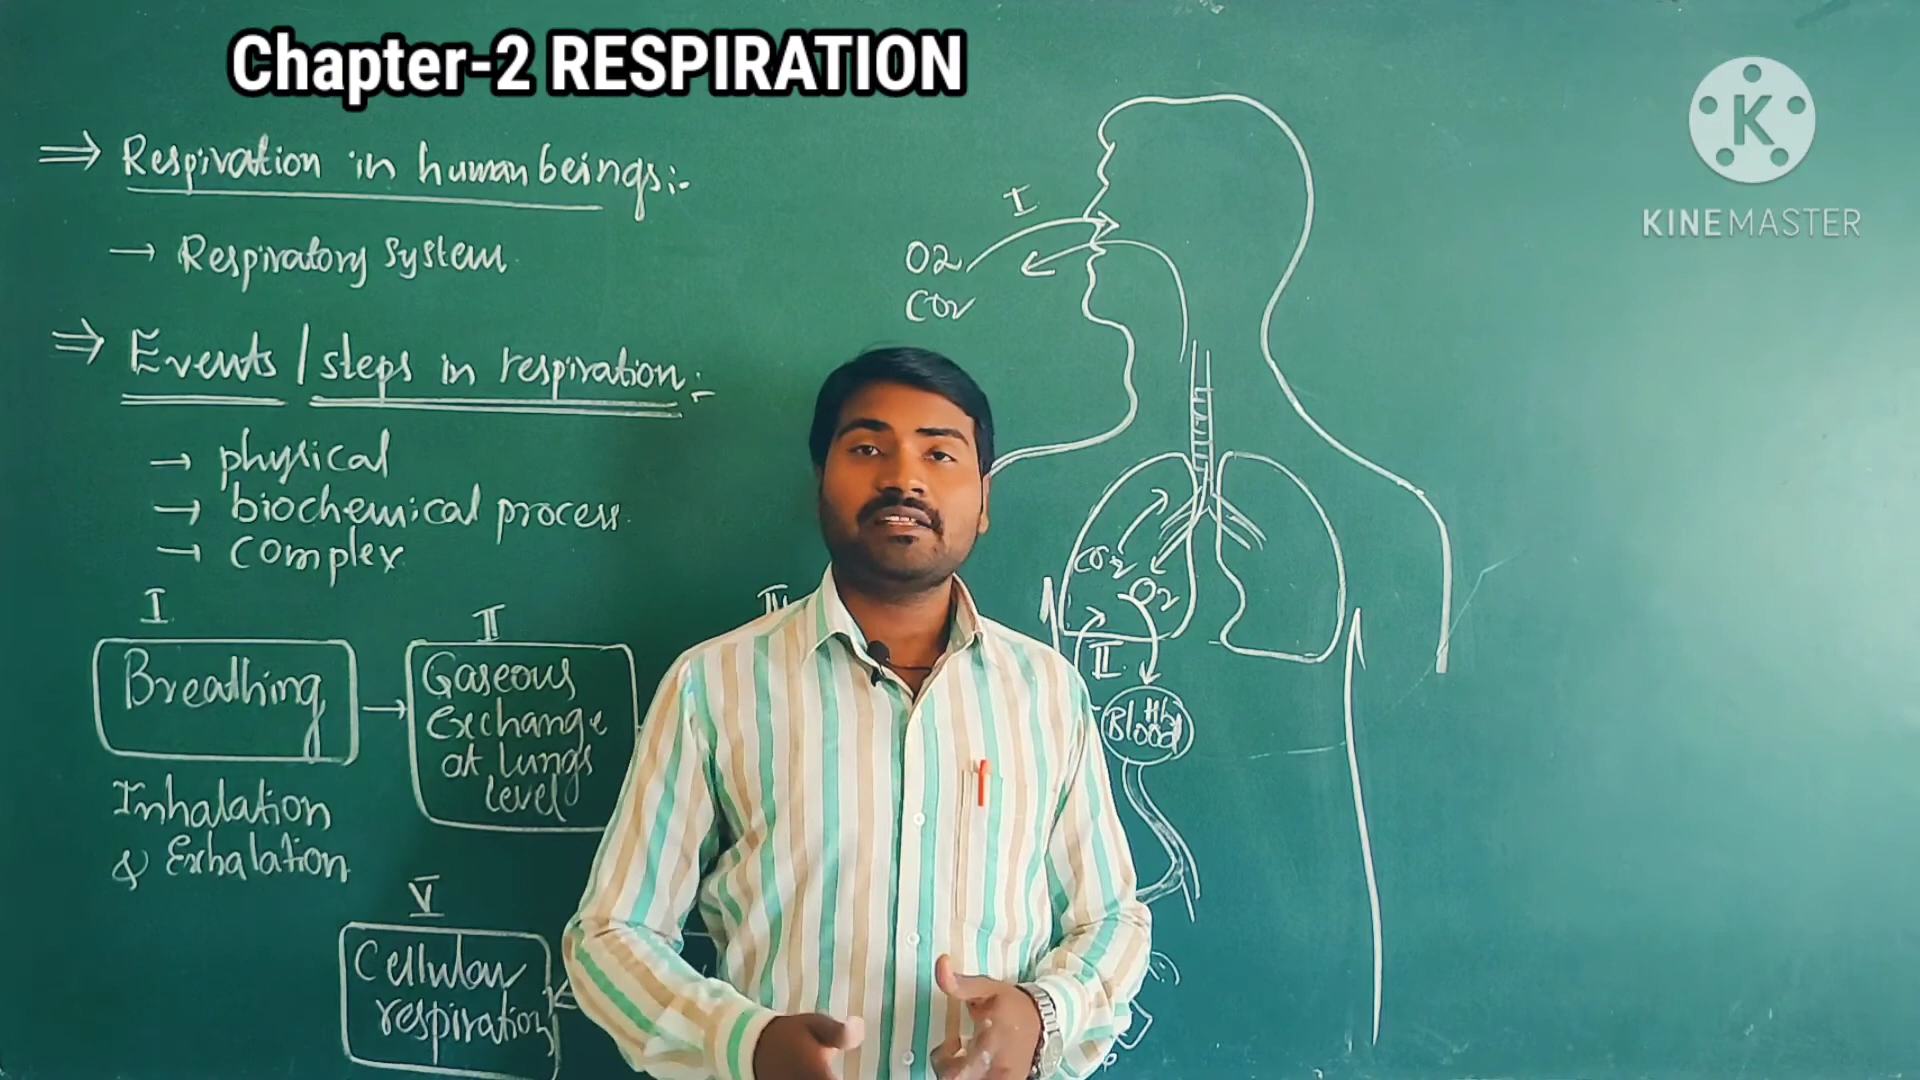 Chapter-2 RESPIRATION
K
KINEMASTER
⇒ Respiration in human beings:-
→ Respiratory system
⇒ Events / steps in respiration:-
→ physical
→ biochemical process
→ complex
I
Breathing
Inhalation
& Exhalation
II
Gaseous
exchange
at lungs
level
V
Cellular
respiration
I
O2
CO2
CO2
O2
II
Hb
Blood